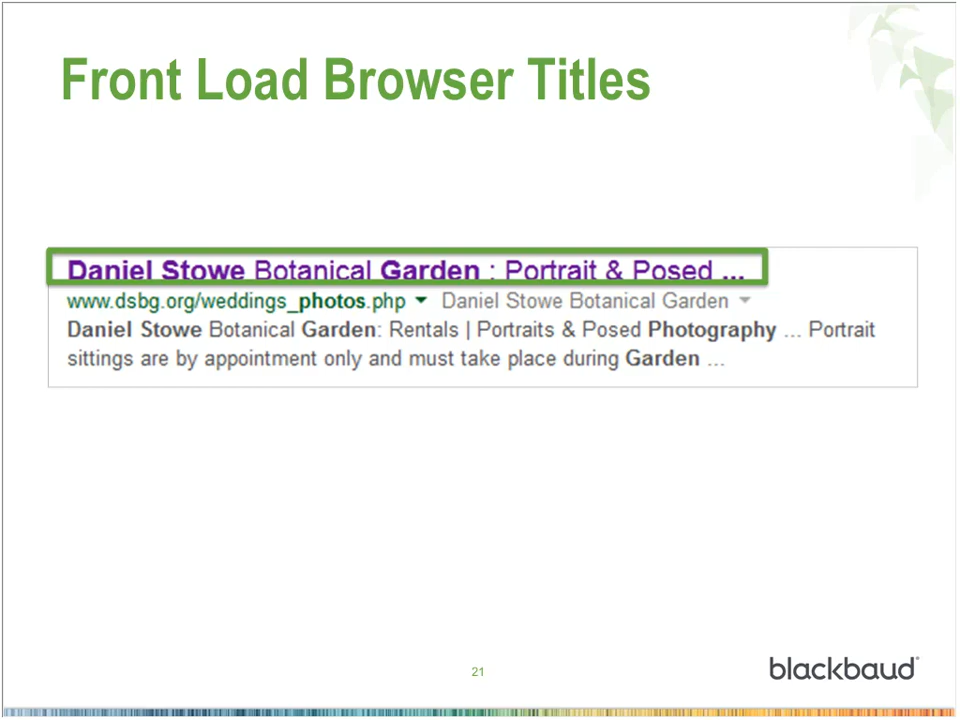 Front Load Browser Titles
Daniel Stowe Botanical Garden : Portrait & Posed ...
www.dsbg.org/weddings_photos.php Daniel Stowe Botanical Garden
Daniel Stowe Botanical Garden: Rentals | Portraits & Posed Photography ... Portrait
sittings are by appointment only and must take place during Garden ...
21
blackbaud